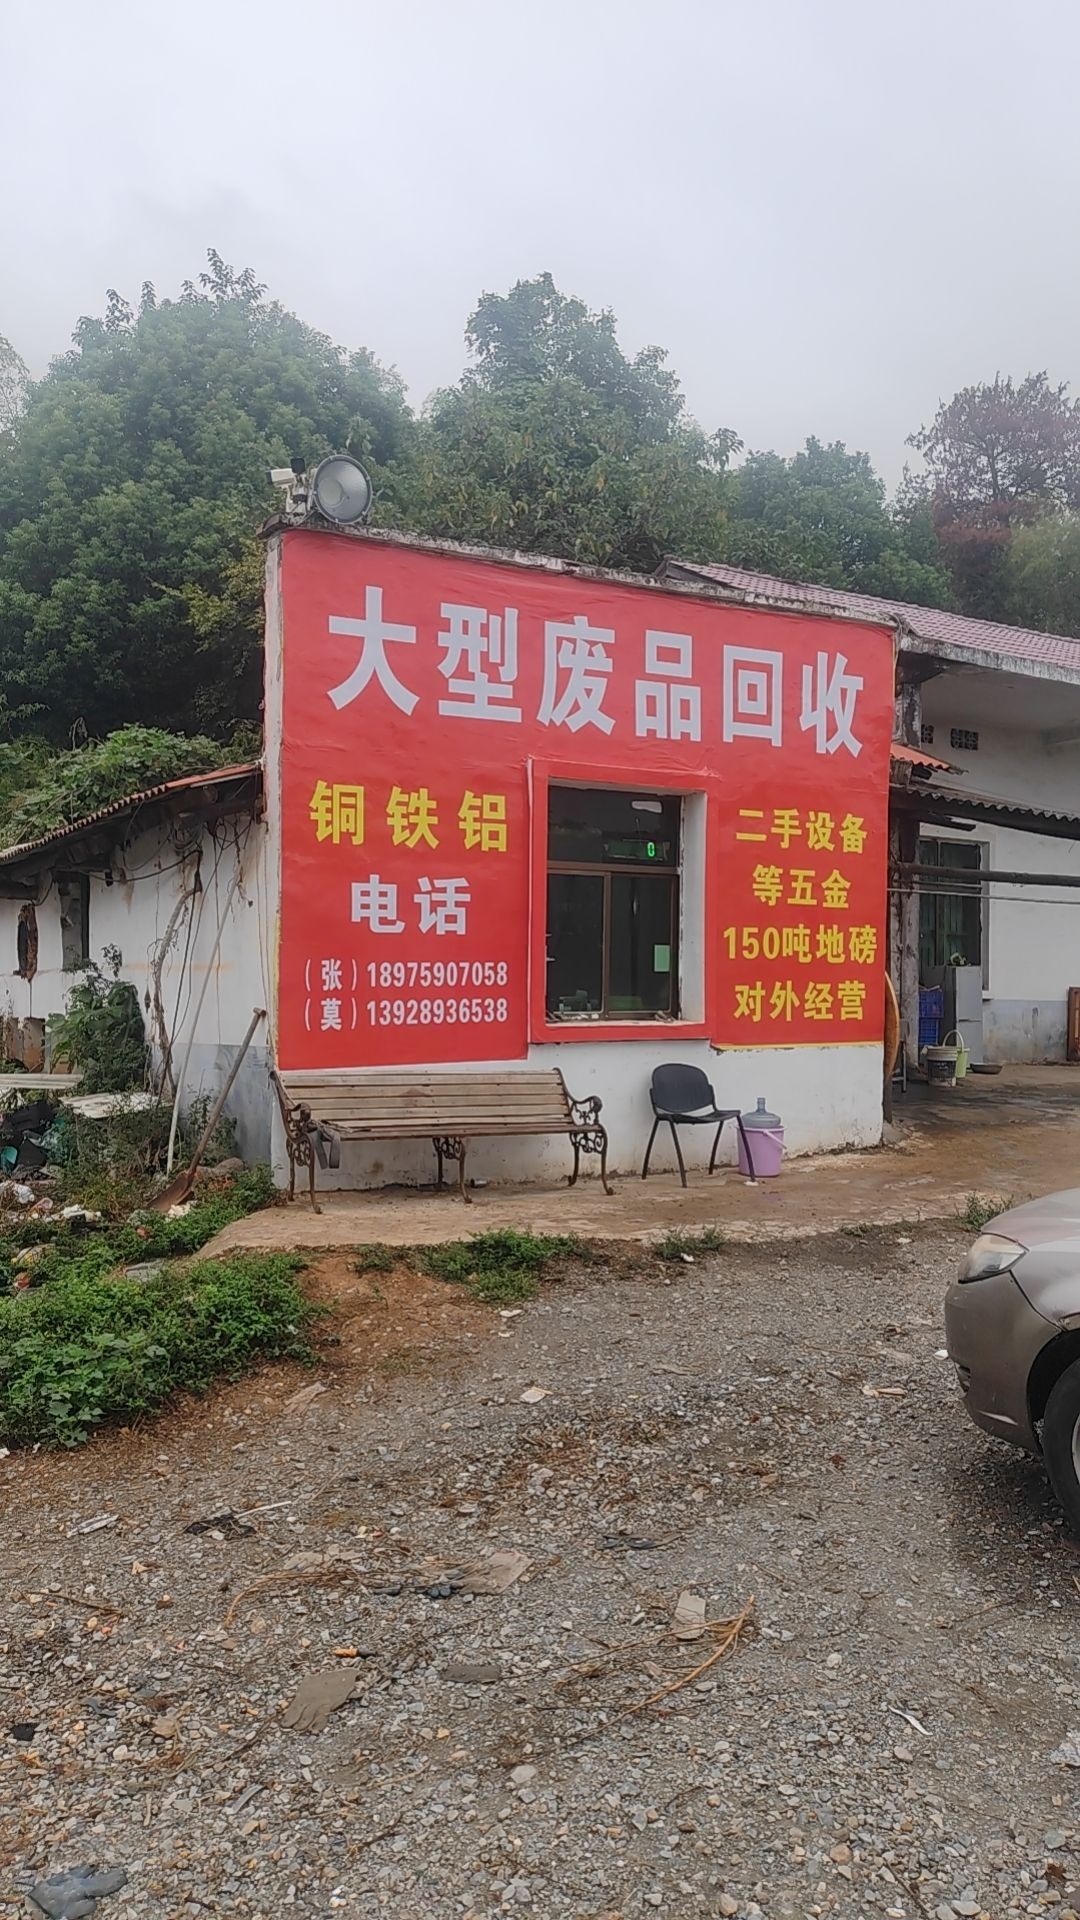 大型废品回收
铜铁铝
电话
（张）18975907058
（莫）13928936538
0
二手设备
等五金
150吨地磅
对外经营